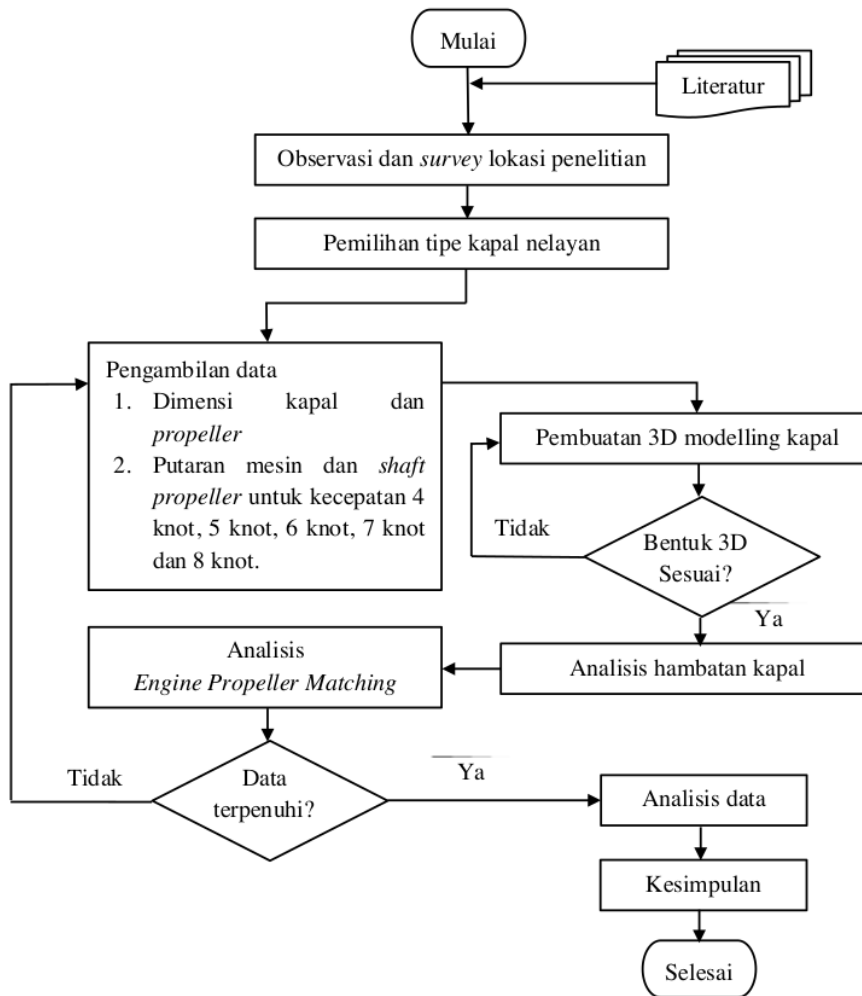 Mulai
Literatur
Observasi dan survey lokasi penelitian
Pemilihan tipe kapal nelayan
Pengambilan data
1. Dimensi kapal dan
propeller
2. Putaran mesin dan shaft
propeller untuk kecepatan 4
knot, 5 knot, 6 knot, 7 knot
dan 8 knot.
Pembuatan 3D modelling kapal
Tidak
Bentuk 3D
Sesuai?
Ya
Analisis hambatan kapal
Analisis
Engine Propeller Matching
Tidak
Data
terpenuhi?
Ya
Analisis data
Kesimpulan
Selesai